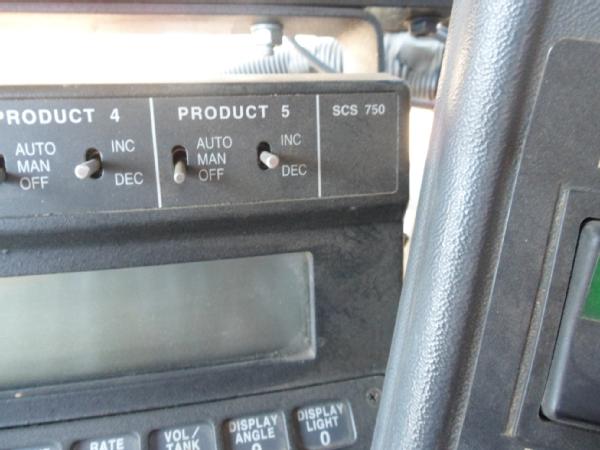 PRODUCT 4
PRODUCT 5
SCS 750
AUTO
MAN
OFF
INC
DEC
AUTO
MAN
OFF
INC
DEC
RATE
VOL/
TANK
DISPLAY
ANGLE
DISPLAY
LIGHT
0